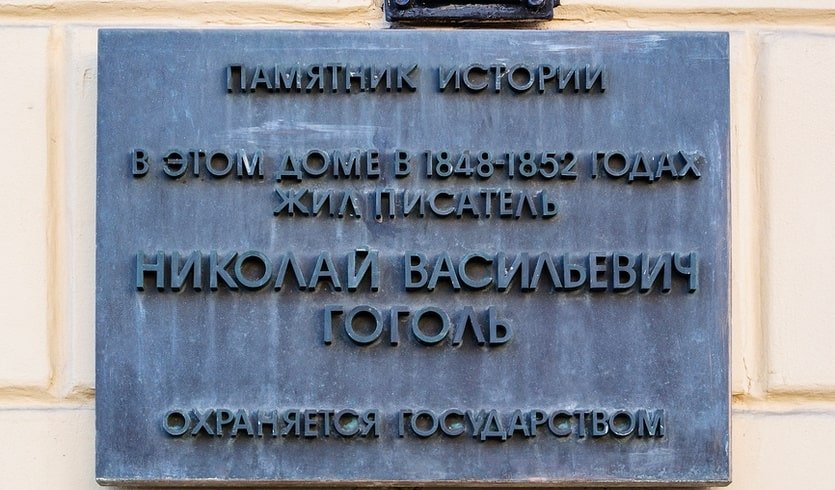 ПАМЯТНИК ИСТОРИИ
В ЭТОМ ДОМЕ В 1848-1852 ГОДАХ
ЖИЛ ПИСАТЕЛЬ
НИКОЛАЙ ВАСИЛЬЕВИЧ
ГОГОЛЬ
ОХРАНЯЕТСЯ ГОСУДАРСТВОМ